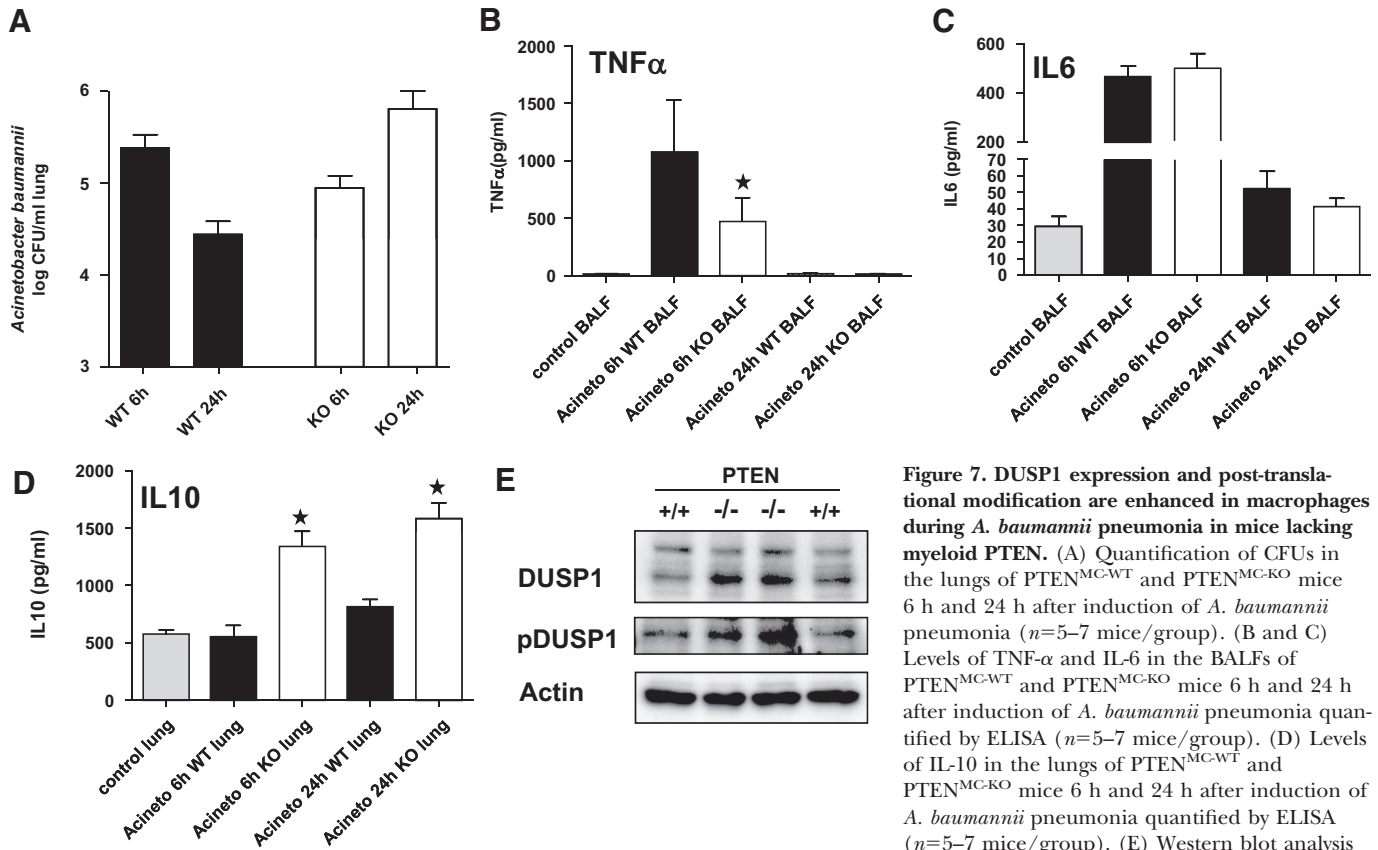 A
Acinetobacter baumannii
log CFU/ml lung
6
5
4
3
WT 6h
WT 24h
KO 6h
KO 24h
B
TNFα
TNFα(pg/ml)
2000
1500
1000
500
0
★
control BALF
Acineto 6h WT BALF
Acineto 6h KO BALF
Acineto 24h WT BALF
Acineto 24h KO BALF
C
IL6
IL6 (pg/ml)
600
400
200
70
60
50
40
30
20
10
0
control BALF
Acineto 6h WT BALF
Acineto 6h KO BALF
Acineto 24h WT BALF
Acineto 24h KO BALF
D
IL10
IL10 (pg/ml)
2000
1500
1000
500
0
★
★
control lung
Acineto 6h WT lung
Acineto 6h KO lung
Acineto 24h WT lung
Acineto 24h KO lung
E
PTEN
+/+ -/- -/- +/+
DUSP1
pDUSP1
Actin
Figure 7. DUSP1 expression and post-transla-
tional modification are enhanced in macrophages
during A. baumannii pneumonia in mice lacking
myeloid PTEN. (A) Quantification of CFUs in
the lungs of PTEN^MC-WT and PTEN^MC-KO mice
6 h and 24 h after induction of A. baumannii
pneumonia (n=5–7 mice/group). (B and C)
Levels of TNF-α and IL-6 in the BALFs of
PTEN^MC-WT and PTEN^MC-KO mice 6 h and 24 h
after induction of A. baumannii pneumonia quan-
tified by ELISA (n=5–7 mice/group). (D) Levels
of IL-10 in the lungs of PTEN^MC-WT and
PTEN^MC-KO mice 6 h and 24 h after induction of
A. baumannii pneumonia quantified by ELISA
(n=5–7 mice/group). (E) Western blot analysis